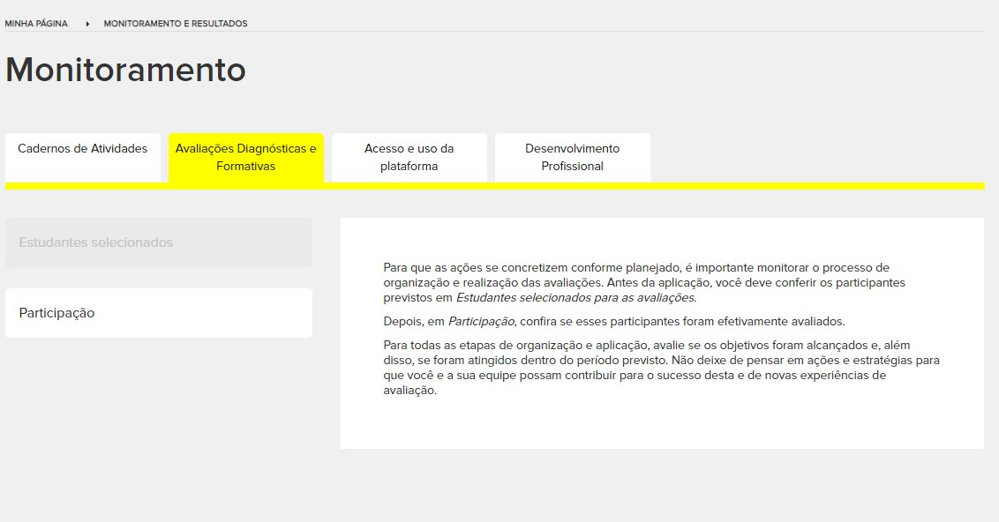 MINHA PÁGINA MONITORAMENTO E RESULTADOS
Monitoramento
Cadernos de Atividades
Avaliações Diagnósticas e
Formativas
Acesso e uso da
plataforma
Desenvolvimento
Profissional
Estudantes selecionados
Participação
Para que as ações se concretizem conforme planejado, é importante monitorar o processo de
organização e realização das avaliações. Antes da aplicação, você deve conferir os participantes
previstos em Estudantes selecionados para as avaliações.
Depois, em Participação, confira se esses participantes foram efetivamente avaliados.
Para todas as etapas de organização e aplicação, avalie se os objetivos foram alcançados e, além
disso, se foram atingidos dentro do período previsto. Não deixe de pensar em ações e estratégias para
que você e a sua equipe possam contribuir para o sucesso desta e de novas experiências de
avaliação.